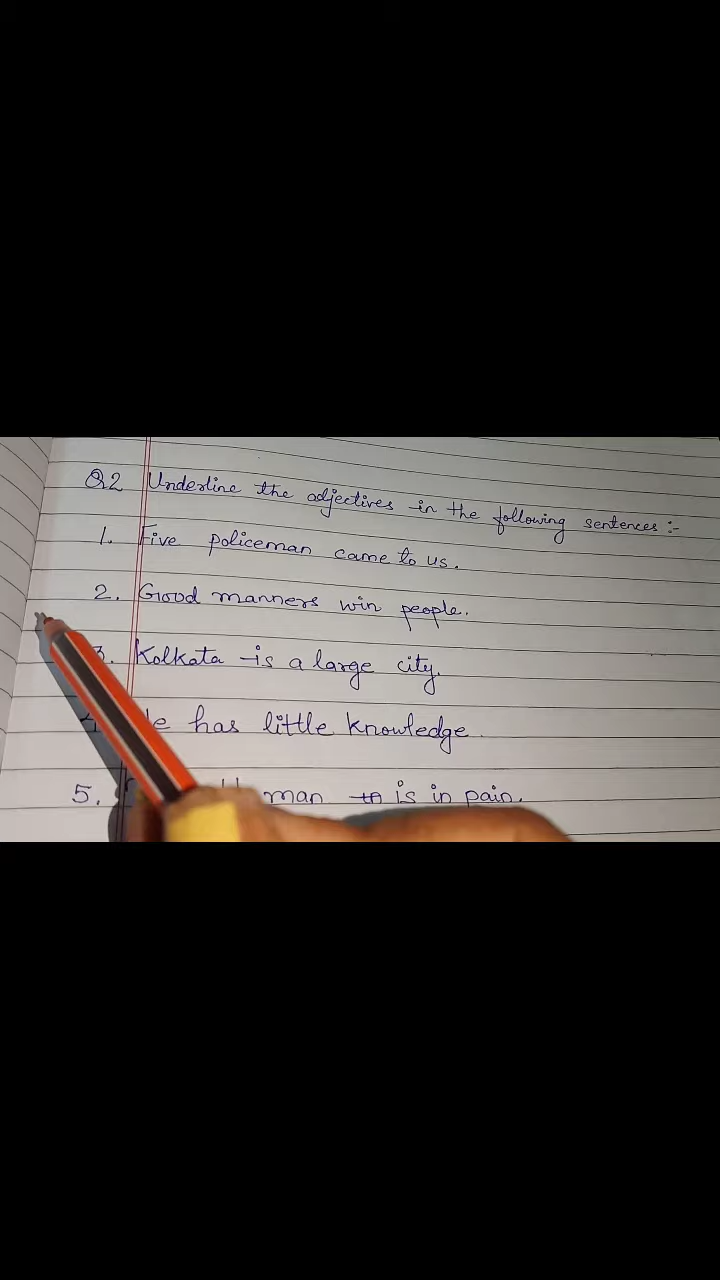 Q2 Underline the adjectives in the following sentences :-
1. Five policeman came to us.
2. Good manners win people.
3. Kolkata is a large city.
has little knowledge.
5. man is in pain.